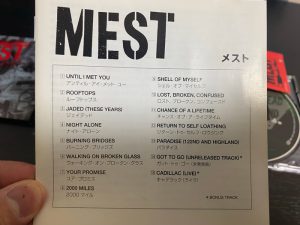 MEST
メスト
1 UNTIL I MET YOU
アンティル・アイ・メット・ユー
2 ROOFTOPS
ルーフトップス
3 JADED (THESE YEARS)
ジェイデッド
4 NIGHT ALONE
ナイト・アローン
5 BURNING BRIDGES
バーニング・ブリッジズ
6 WALKING ON BROKEN GLASS
ウォーキング・オン・ブロークン・グラス
7 YOUR PROMISE
ユア・プロミス
8 2000 MILES
2000 マイル
9 SHELL OF MYSELF
シェル・オブ・マイセルフ
10 LOST, BROKEN, CONFUSED
ロスト、ブロークン、コンフューズド
11 CHANCE OF A LIFETIME
チャンス・オブ・ア・ライフタイム
12 RETURN TO SELF LOATHING
リターン・トゥ・セルフ・ロウジング
13 PARADISE (122ND AND HIGHLAND)
パラダイス
GOT TO GO (UNRELEASED TRACK)*
ガット・トゥ・ゴー
CADILLAC (LIVE)*
キャデラック (ライヴ)
* BONUS TRACK